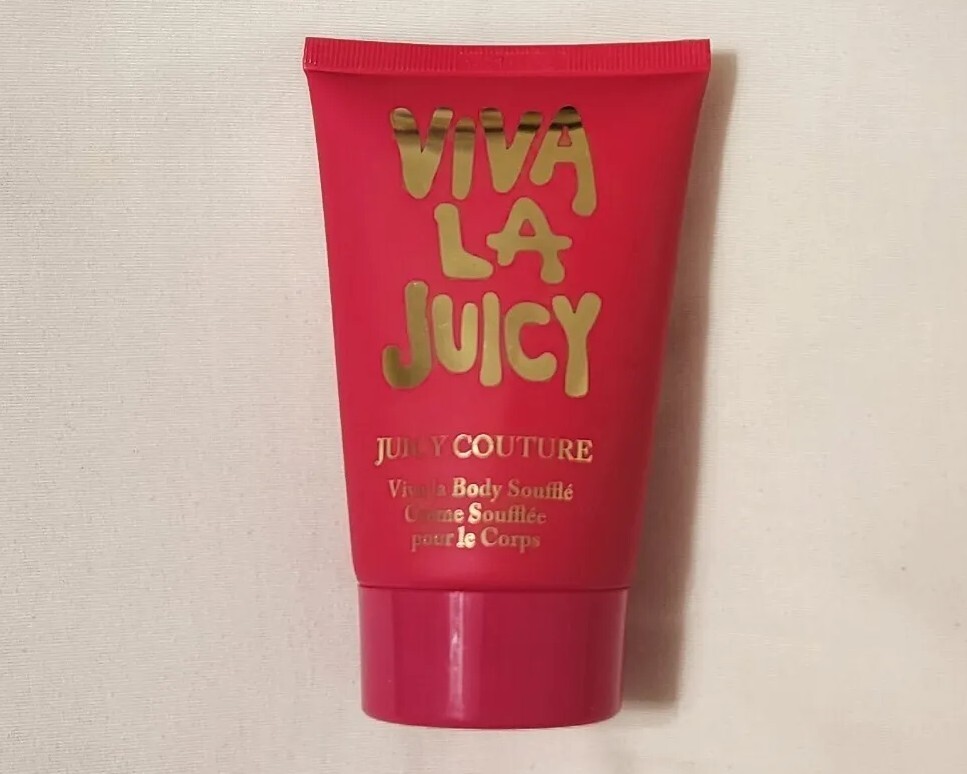 VIVA
LA
JUICY
JUICY COUTURE
Viva la Body Soufflé
Crème Soufflée
pour le Corps